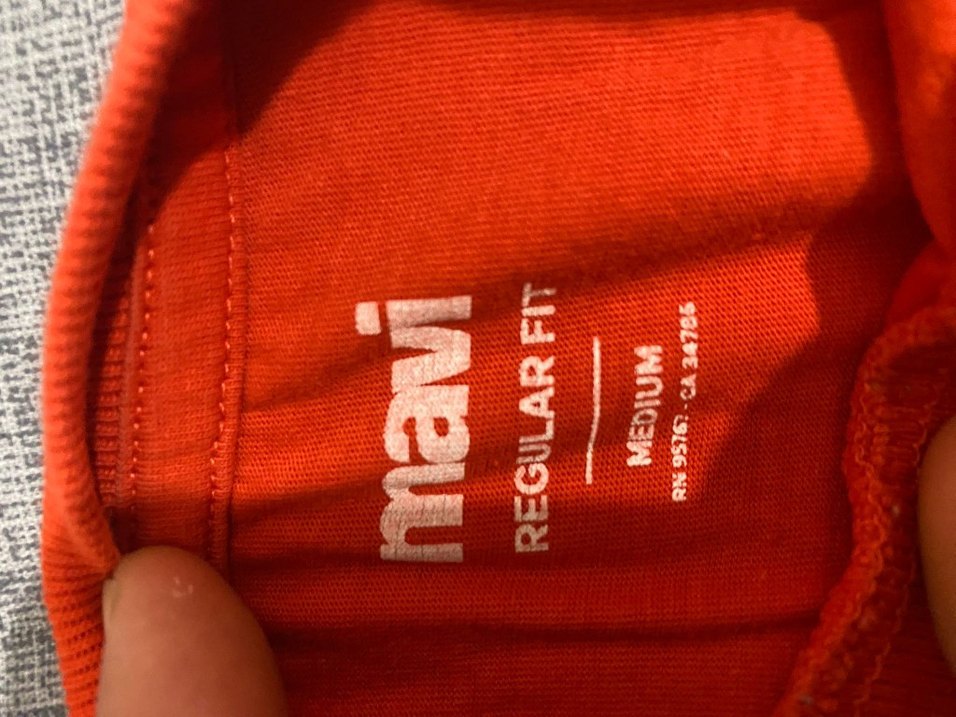 mavi
REGULAR FIT
MEDIUM
RN 95767 - CA 34786